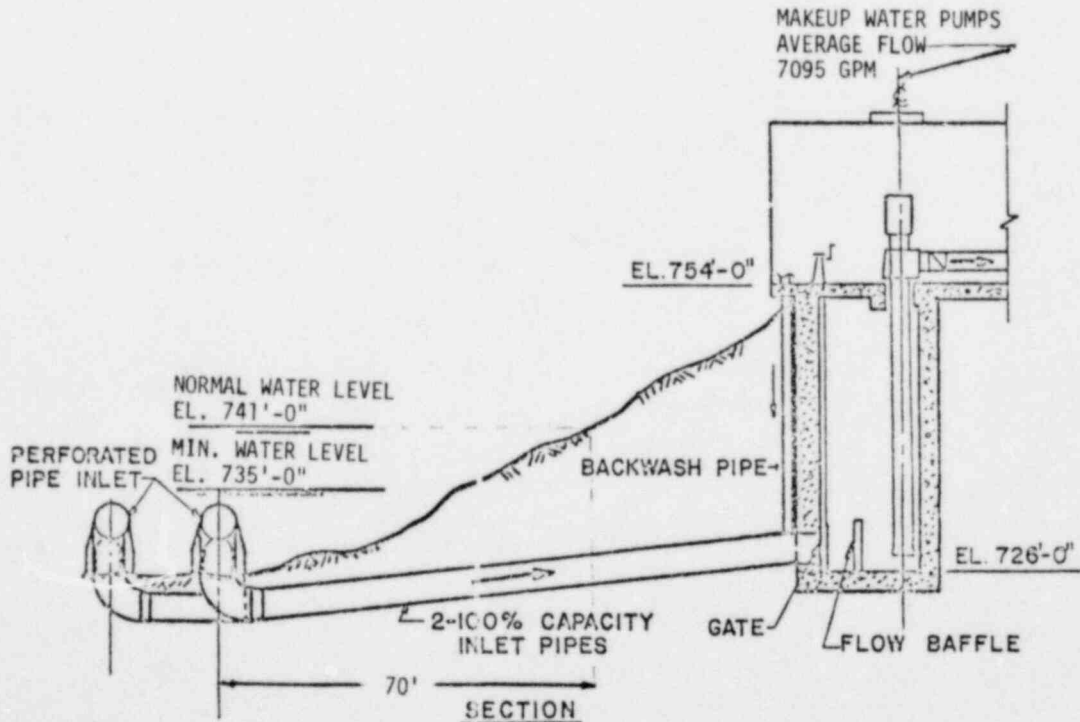 MAKEUP WATER PUMPS
AVERAGE FLOW
7095 GPM
EL. 754'-0"
NORMAL WATER LEVEL
EL. 741'-0"
MIN. WATER LEVEL
EL. 735'-0"
PERFORATED
PIPE INLET
BACKWASH PIPE
EL. 726'-0"
2-100% CAPACITY
INLET PIPES
GATE
FLOW BAFFLE
70'
SECTION